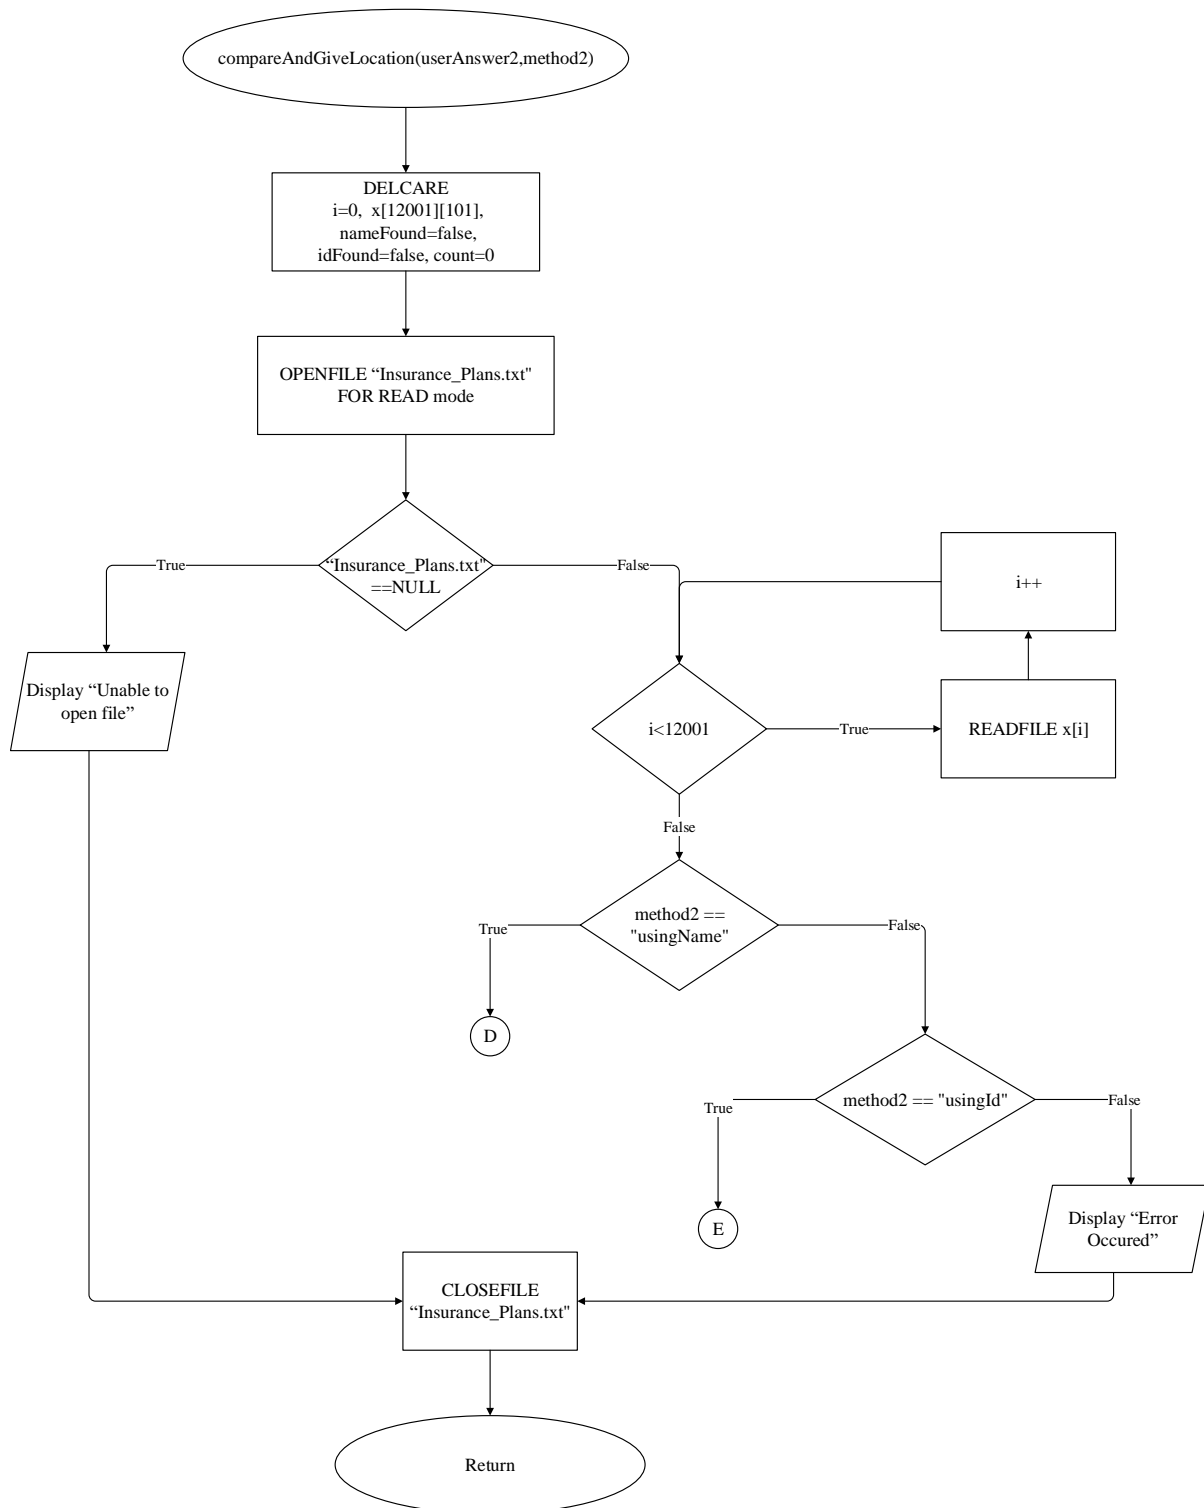 compareAndGiveLocation(userAnswer2,method2)
DELCARE
i=0,  x[12001][101],
nameFound=false,
idFound=false, count=0
OPENFILE “Insurance_Plans.txt"
FOR READ mode
“Insurance_Plans.txt"
==NULL
True
False
i++
Display “Unable to
open file”
i<12001
True
READFILE x[i]
False
method2 ==
"usingName"
True
False
D
method2 == "usingId"
True
False
E
Display “Error
Occured”
CLOSEFILE
“Insurance_Plans.txt"
Return